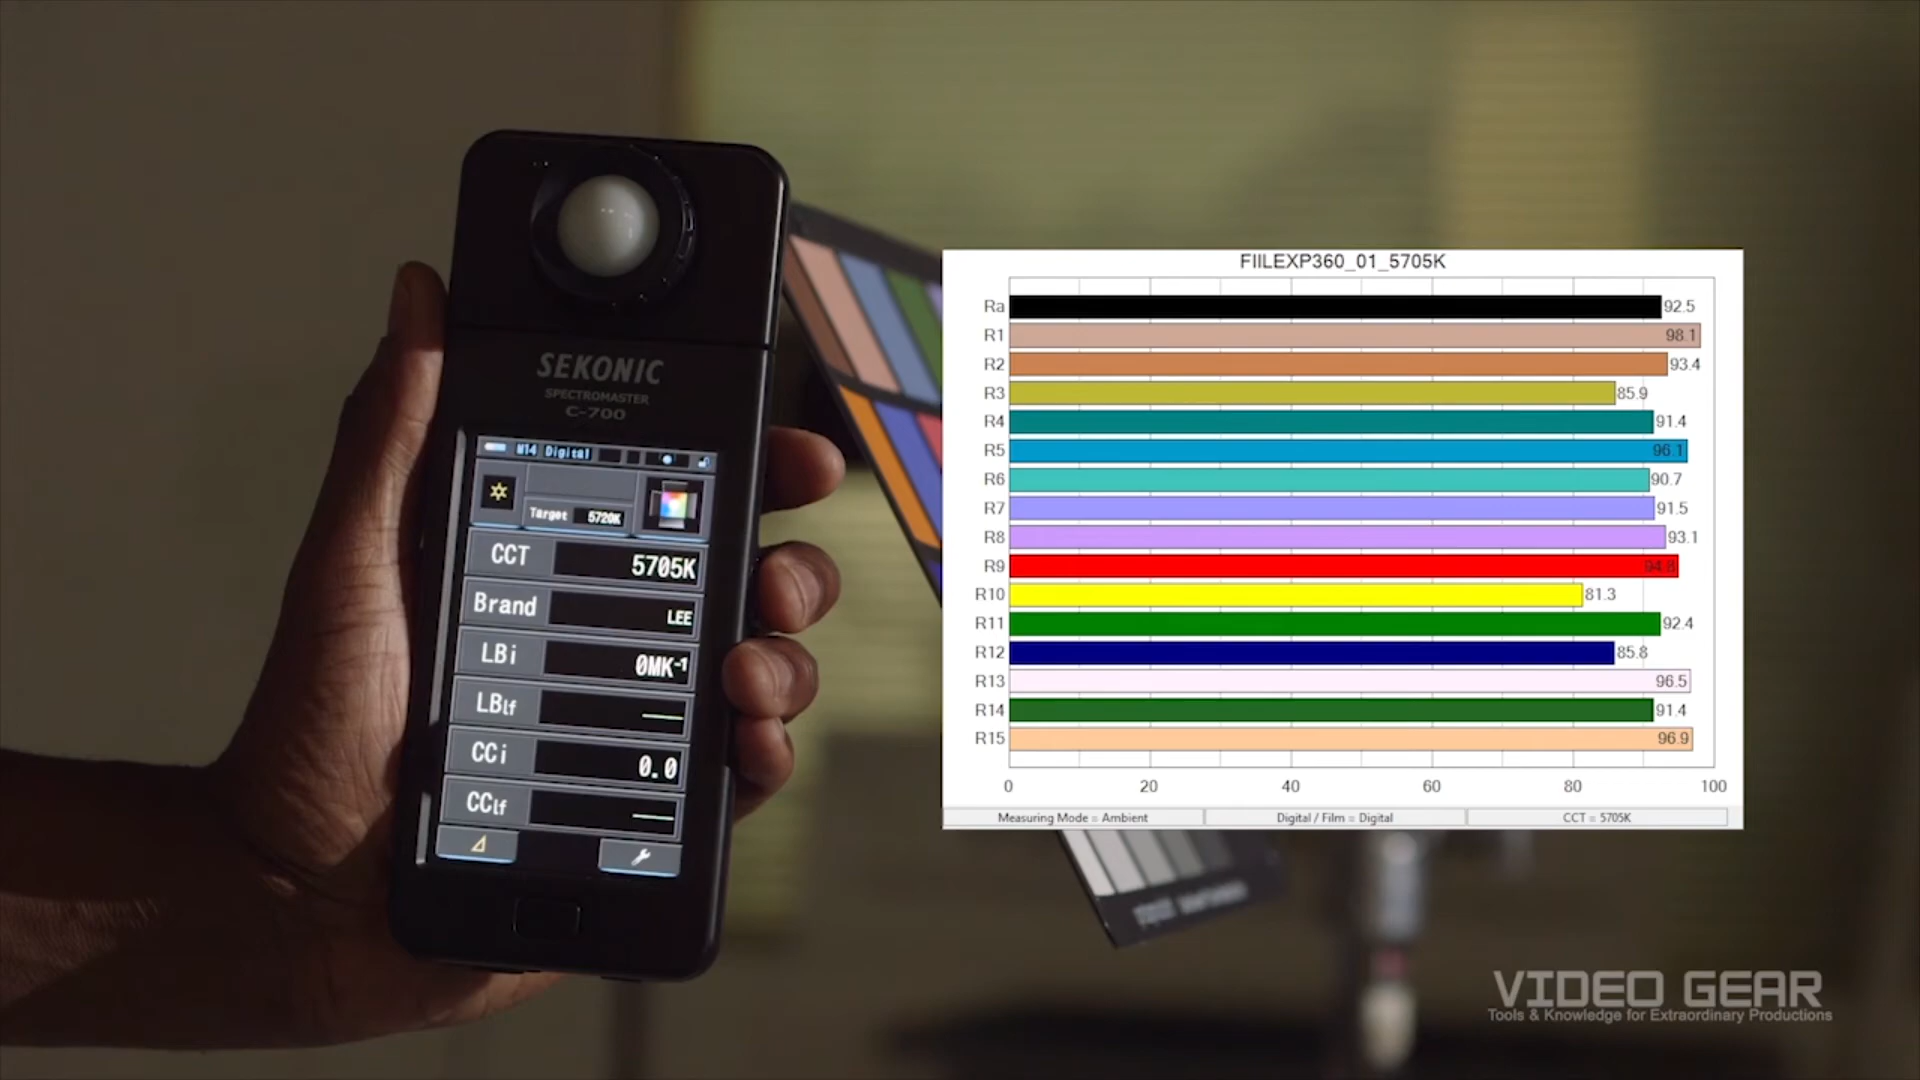 SEKONIC
SPECTROMASTER
C-700
M14 Digital
Target 5720K
CCT 5705K
Brand LEE
LBi 0MK⁻¹
LBlf
CCi 0.0
CClf
FIILEXP360_01_5705K
Ra 92.5
R1 98.1
R2 93.4
R3 85.9
R4 91.4
R5 96.1
R6 90.7
R7 91.5
R8 93.1
R9 94.8
R10 81.3
R11 92.4
R12 85.8
R13 96.5
R14 91.4
R15 96.9
0 20 40 60 80 100
Measuring Mode = Ambient Digital / Film = Digital CCT = 5705K
VIDEO GEAR
Tools & Knowledge for Extraordinary Productions